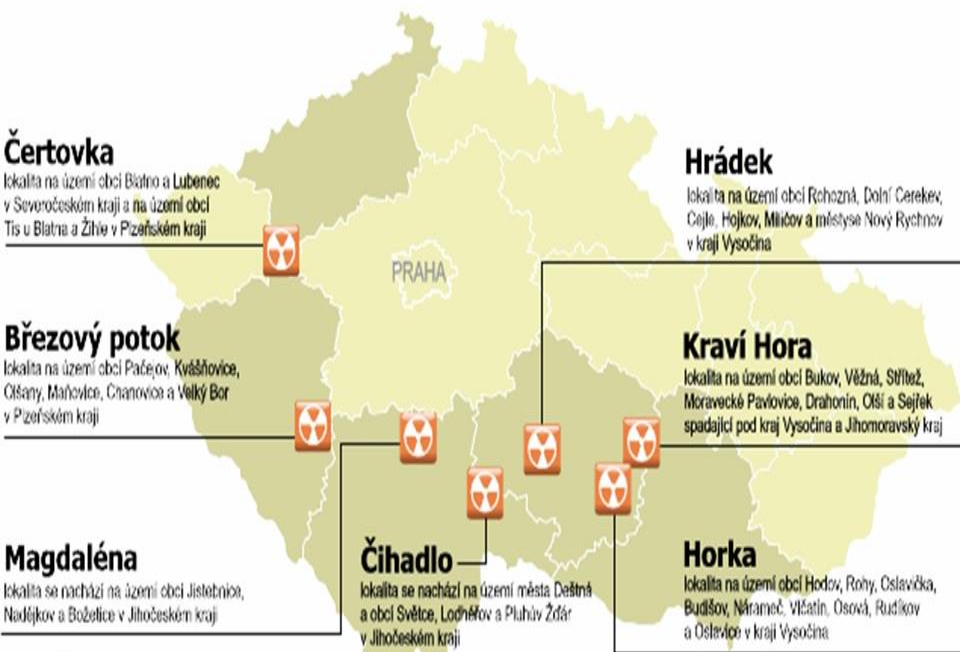 Čertovka
lokalita na území obcí Blatno a Lubenec
v Severočeském kraji a na území obcí
Tis u Blatna a Žihle v Plzeňském kraji
Březový potok
lokalita na území obcí Pačejov, Kvášňovice,
Olšany, Maňovice, Chanovice a Velký Bor
v Plzeňském kraji
Magdaléna
lokalita se nachází na území obcí Jistebnice,
Nadějkov a Božetice v Jihočeském kraji
PRAHA
Čihadlo
lokalita se nachází na území města Deštná
a obcí Světce, Lodhéřov a Pluhův Žďár
v Jihočeském kraji
Hrádek
lokalita na území obcí Rohozná, Dolní Cerekev,
Cejle, Hojkov, Milíčov a městyse Nový Rychnov
v kraji Vysočina
Kraví Hora
lokalita na území obcí Bukov, Věžná, Střítež,
Moravecké Pavlovice, Drahonín, Olší a Sejřek
spadající pod kraj Vysočina a Jihomoravský kraj
Horka
lokalita na území obcí Hodov, Rohy, Oslavička,
Budišov, Nárameč, Vlčatín, Osová, Rudíkov
a Oslavice v kraji Vysočina